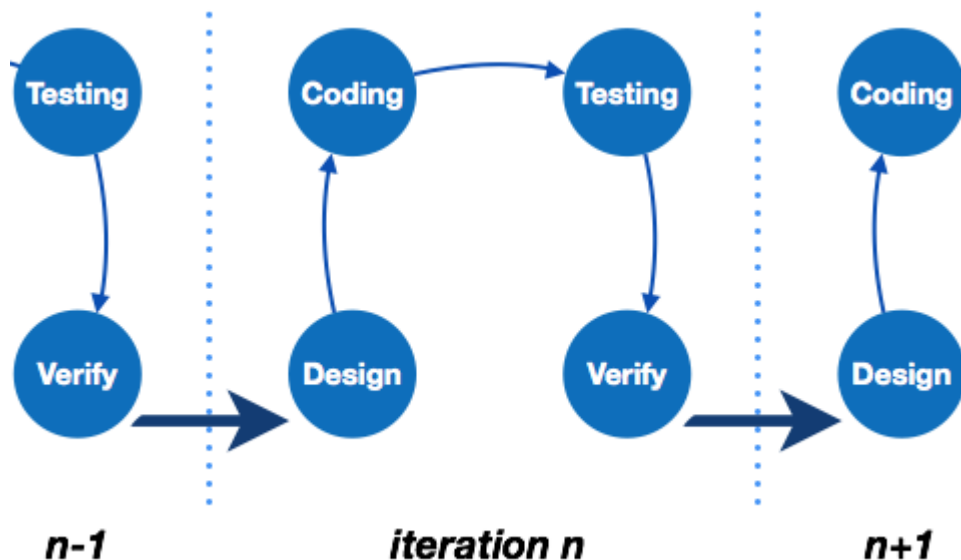 Testing Coding Testing Coding
Verify Design Verify Design
n-1 iteration n n+1